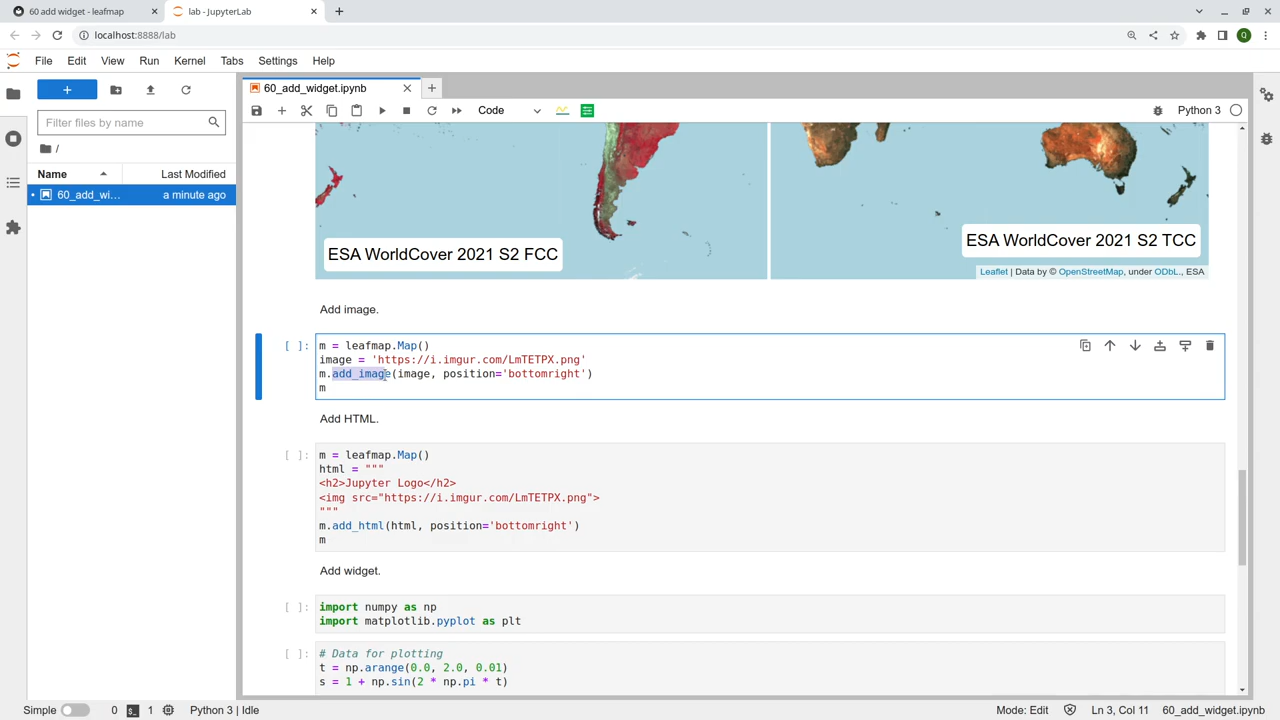 60 add widget - leafmap
lab - JupyterLab
localhost:8888/lab
Q
File Edit View Run Kernel Tabs Settings Help
60_add_widget.ipynb
Filter files by name
Code
Python 3
/
Name
Last Modified
60_add_wi...
a minute ago
ESA WorldCover 2021 S2 FCC
ESA WorldCover 2021 S2 TCC
Leaflet | Data by © OpenStreetMap, under ODbL., ESA
Add image.
[ ]:
m = leafmap.Map()
image = 'https://i.imgur.com/LmTETPX.png'
m.add_image(image, position='bottomright')
m
Add HTML.
[ ]:
m = leafmap.Map()
html = """
<h2>Jupyter Logo</h2>
<img src="https://i.imgur.com/LmTETPX.png">
"""
m.add_html(html, position='bottomright')
m
Add widget.
[ ]:
import numpy as np
import matplotlib.pyplot as plt
[ ]:
# Data for plotting
t = np.arange(0.0, 2.0, 0.01)
s = 1 + np.sin(2 * np.pi * t)
Simple 0 1 Python 3 | Idle Mode: Edit Ln 3, Col 11 60_add_widget.ipynb